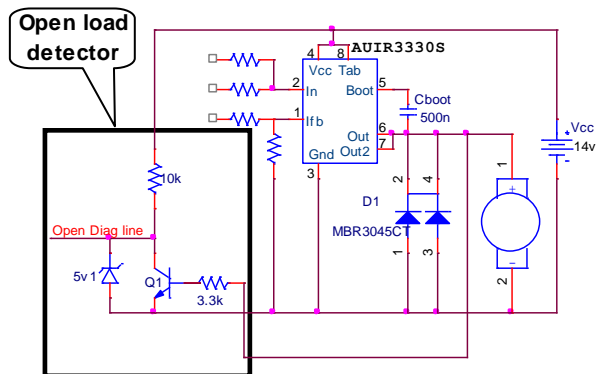 Open load
detector
AUIR3330S
4
8
Vcc
Tab
2
In
Boot
5
1
Ifb
Cboot
500n
Out
6
Out2
7
Gnd
3
Vcc
14v
10k
Open Diag line
5v1
Q1
3.3k
D1
MBR3045CT
2
4
1
3
1
+
-
2
+